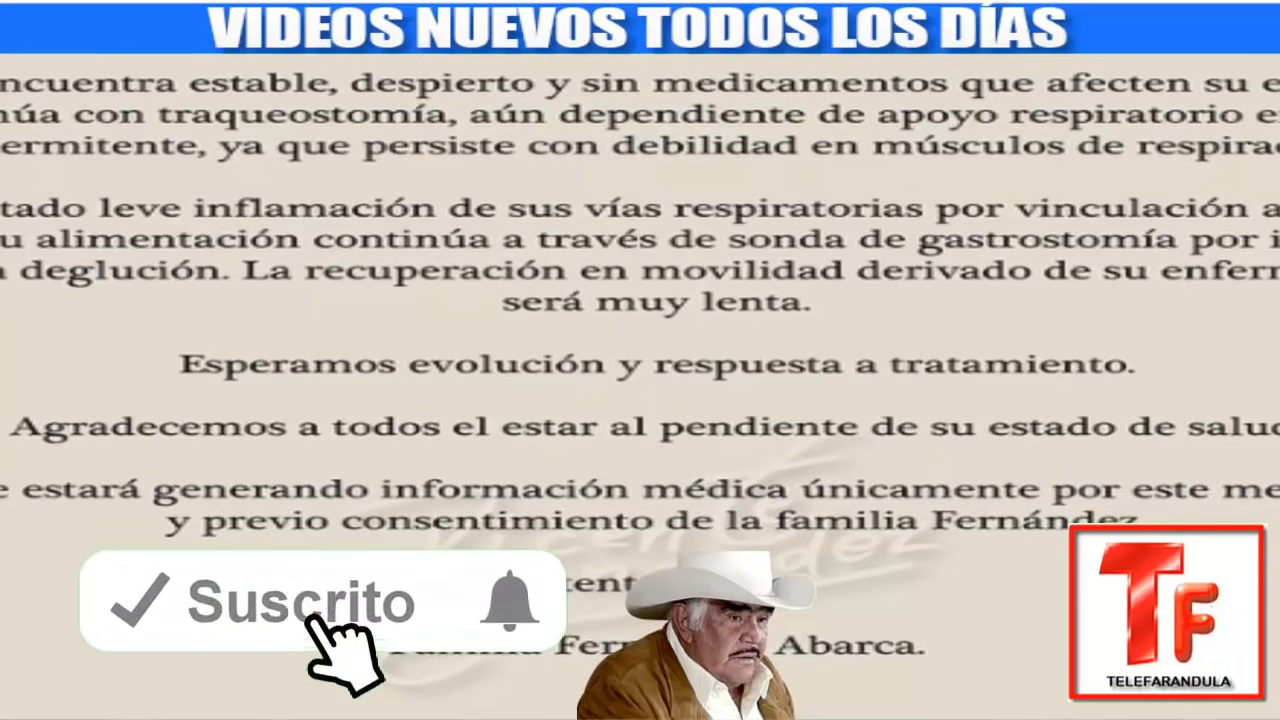 VIDEOS NUEVOS TODOS LOS DÍAS
ncuentra estable, despierto y sin medicamentos que afecten su e
núa con traqueostomía, aún dependiente de apoyo respiratorio e
ermitente, ya que persiste con debilidad en músculos de respira
tado leve inflamación de sus vías respiratorias por vinculación a
u alimentación continúa a través de sonda de gastrostomía por i
deglución. La recuperación en movilidad derivado de su enfer
será muy lenta.
Esperamos evolución y respuesta a tratamiento.
Agradecemos a todos el estar al pendiente de su estado de salud
e estará generando información médica únicamente por este me
y previo consentimiento de la familia Fernández
Suscrito
Abarca.
TF
TELEFARANDULA